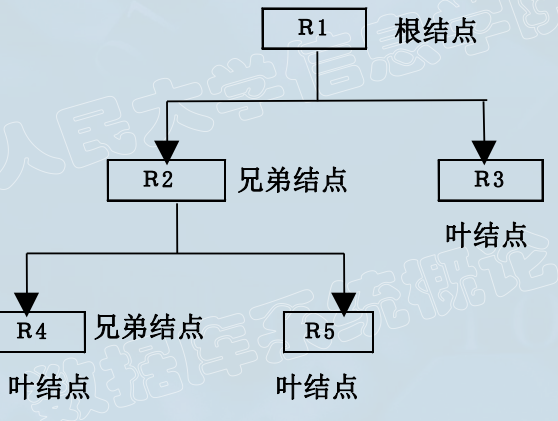 R1 根结点
R2 兄弟结点 R3
叶结点
R4 兄弟结点 R5
叶结点 叶结点
人民大学信息学院
数据库系统概论